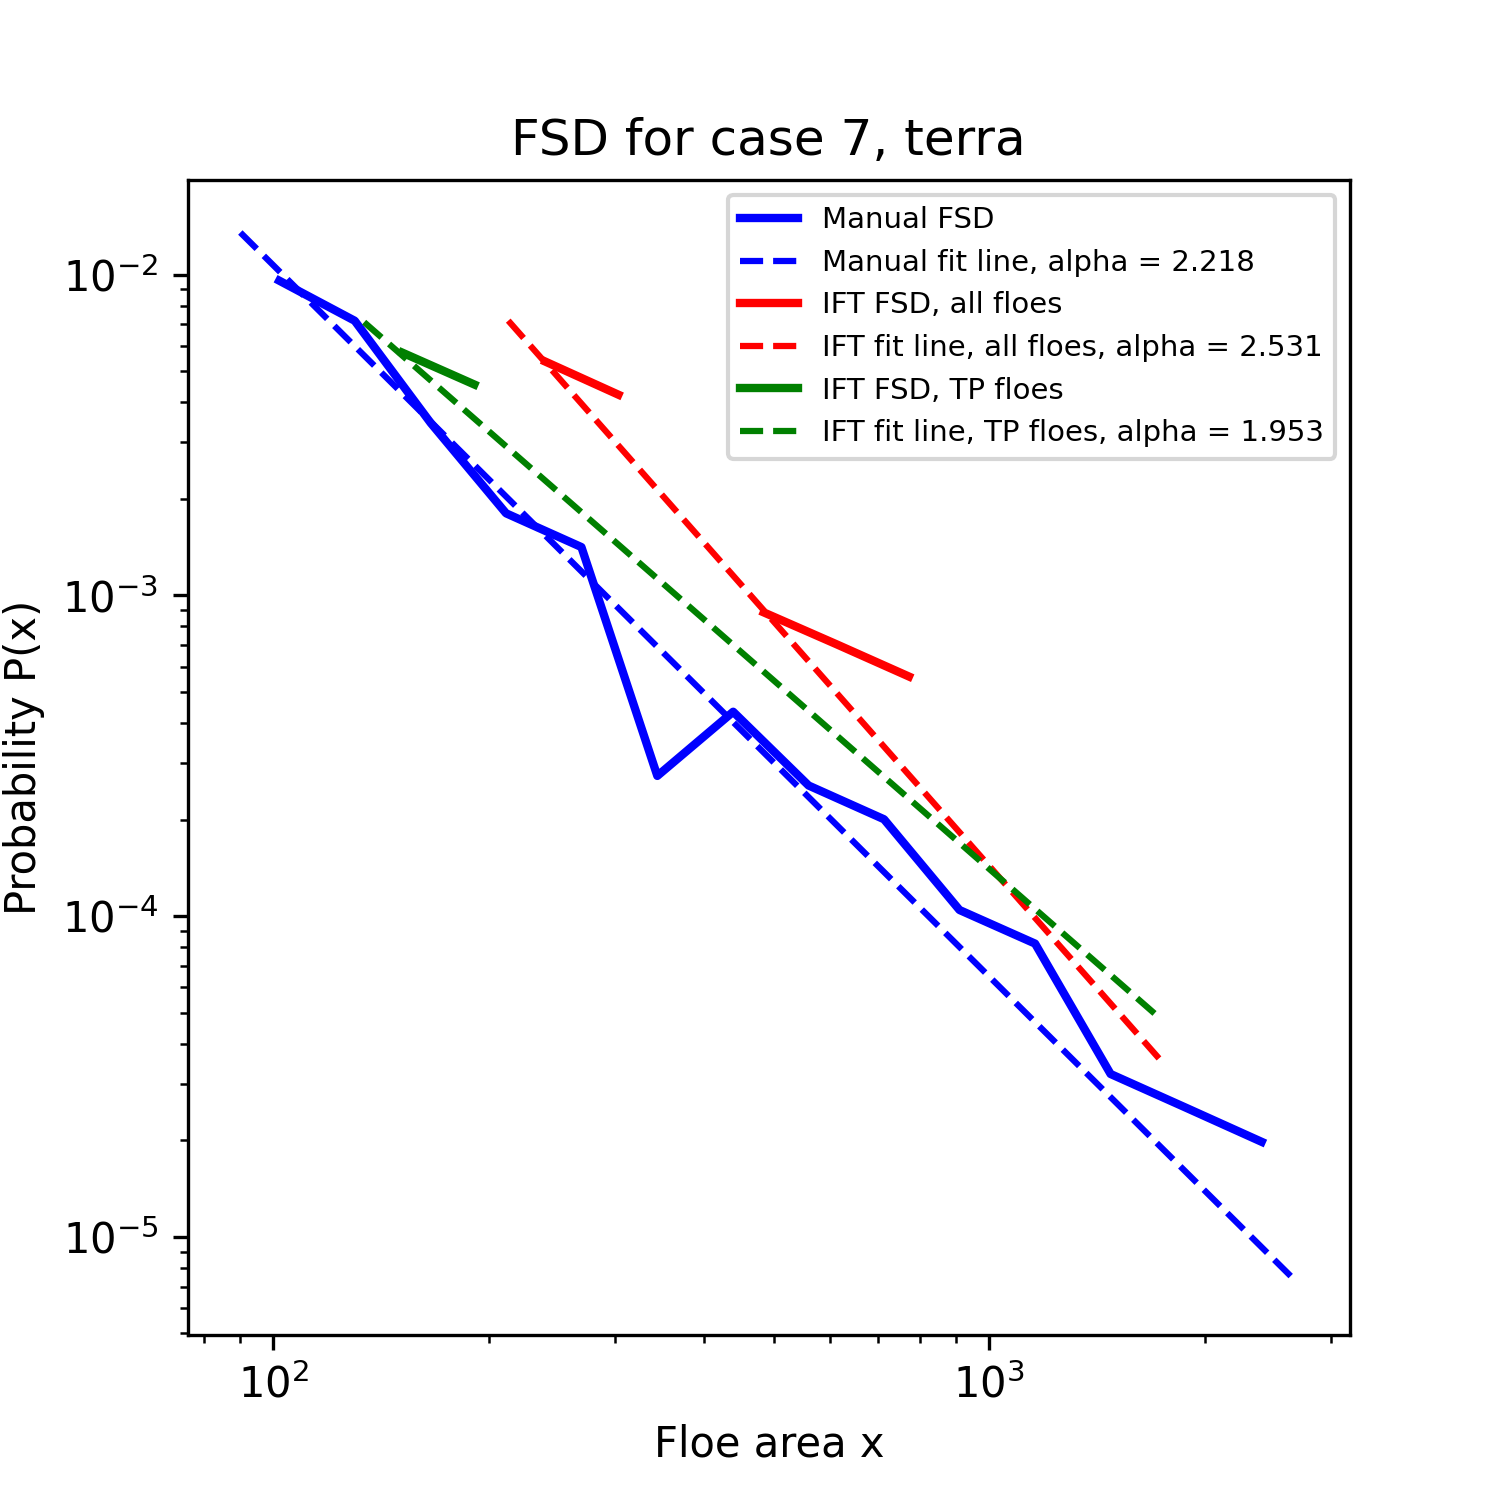 FSD for case 7, terra
Manual FSD
Manual fit line, alpha = 2.218
IFT FSD, all floes
IFT fit line, all floes, alpha = 2.531
IFT FSD, TP floes
IFT fit line, TP floes, alpha = 1.953
10⁻²
10⁻³
10⁻⁴
10⁻⁵
Probability P(x)
10² 10³
Floe area x